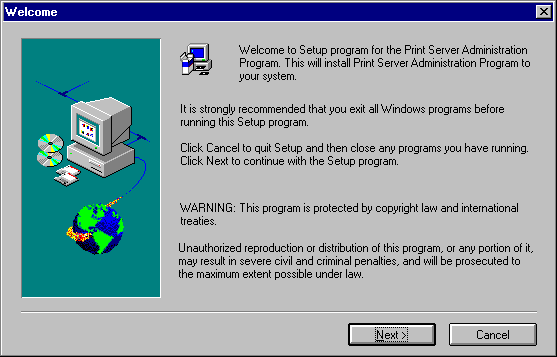 Welcome
Welcome to Setup program for the Print Server Administration
Program. This will install Print Server Administration Program to
your system.
It is strongly recommended that you exit all Windows programs before
running this Setup program.
Click Cancel to quit Setup and then close any programs you have running.
Click Next to continue with the Setup program.
WARNING: This program is protected by copyright law and international
treaties.
Unauthorized reproduction or distribution of this program, or any portion of it,
may result in severe civil and criminal penalties, and will be prosecuted to
the maximum extent possible under law.
Next >
Cancel